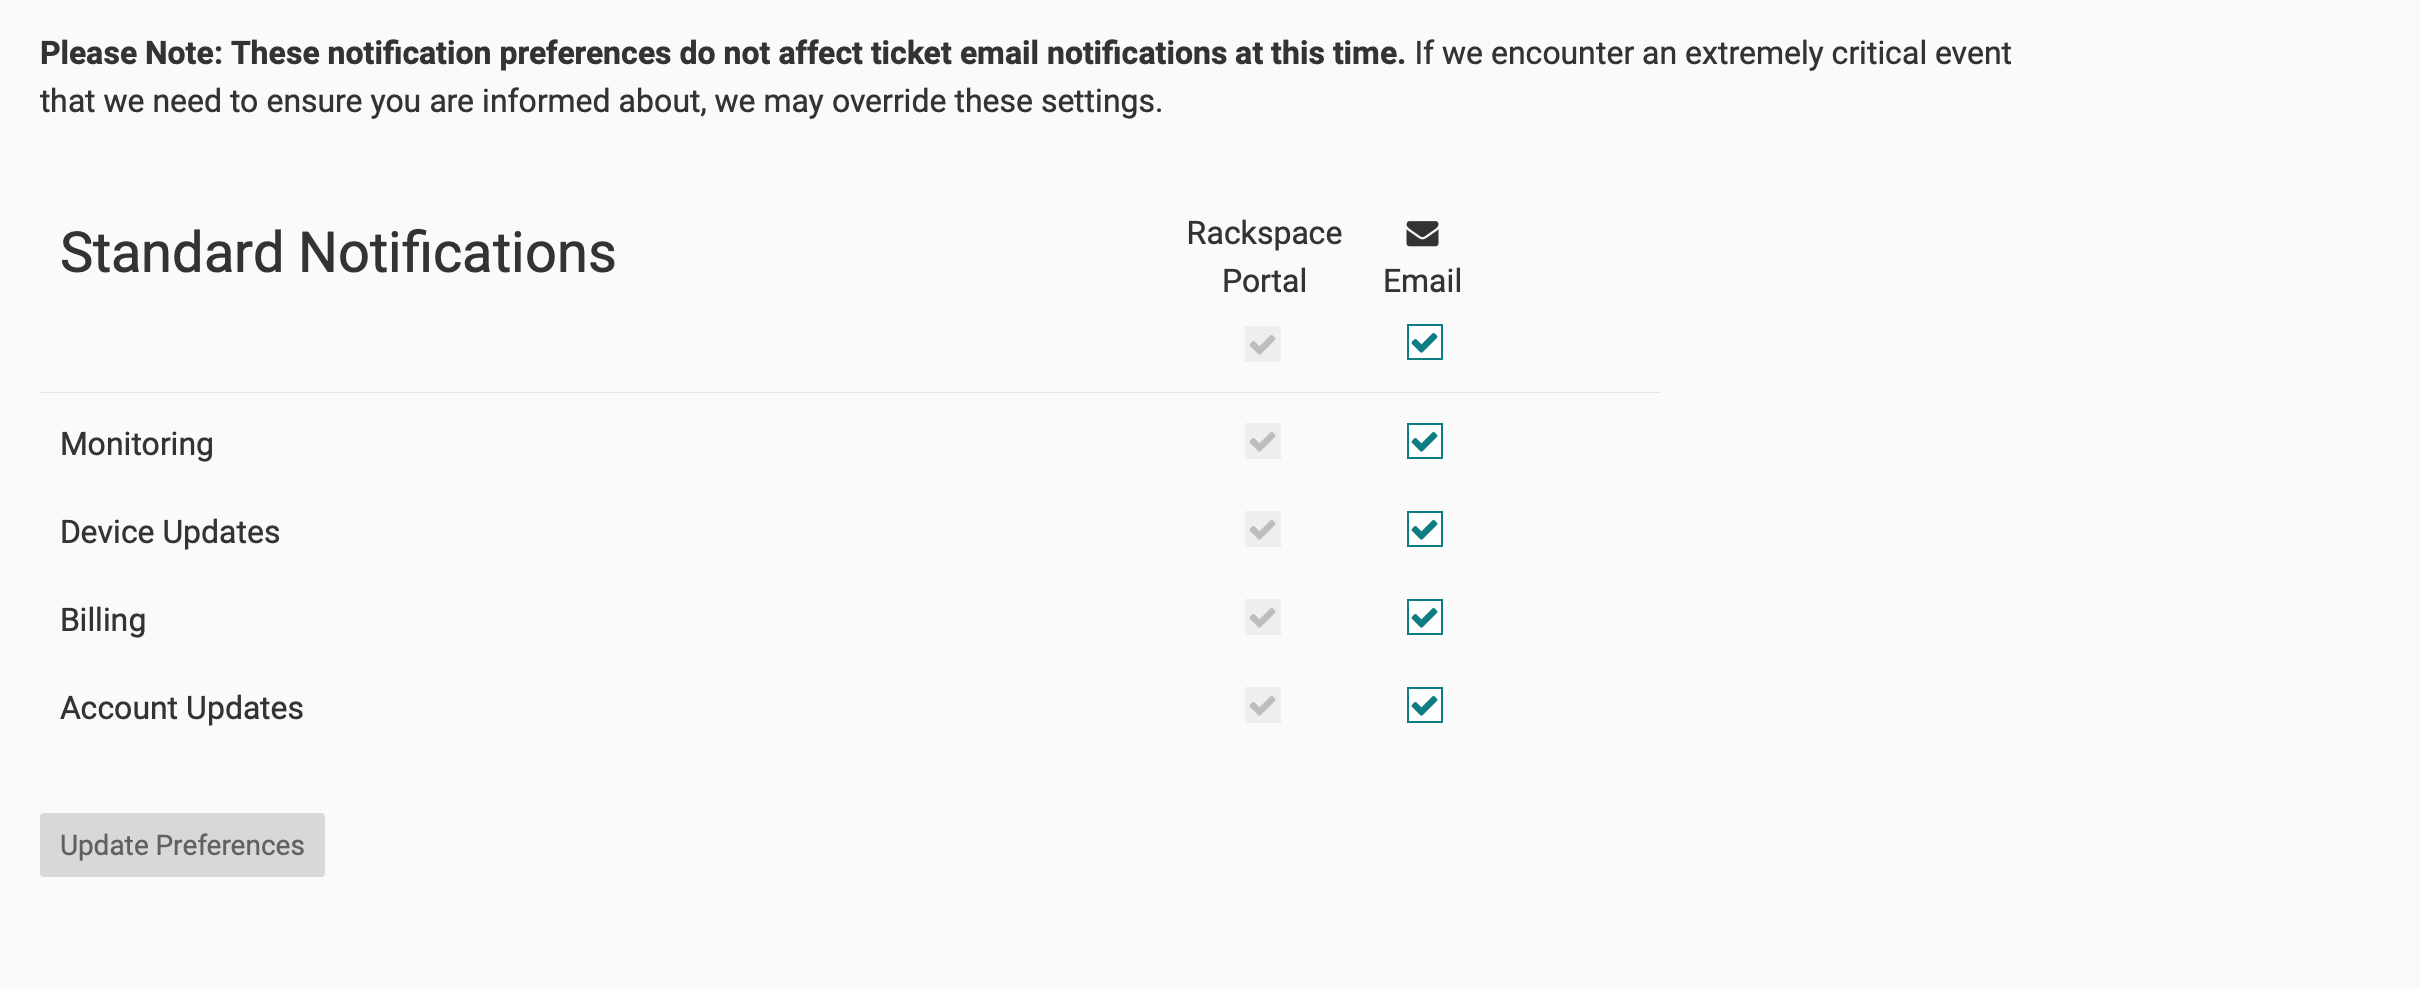 Please Note: These notification preferences do not affect ticket email notifications at this time. If we encounter an extremely critical event
that we need to ensure you are informed about, we may override these settings.
Standard Notifications
Rackspace
Portal
Email
Monitoring
Device Updates
Billing
Account Updates
Update Preferences